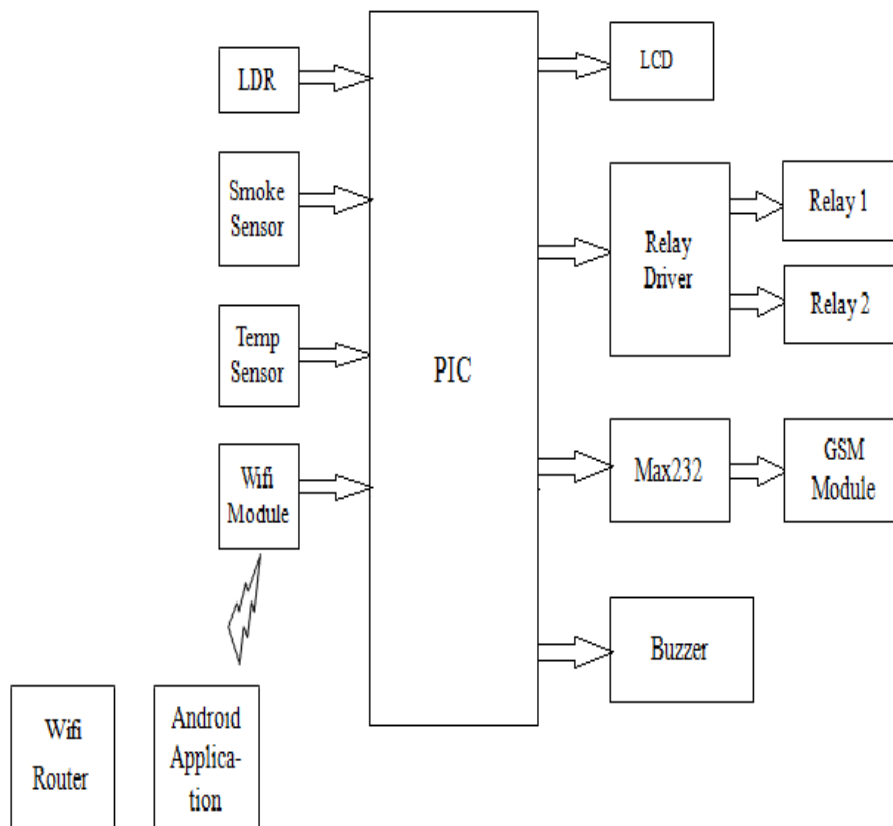 LDR
Smoke
Sensor
Temp
Sensor
Wifi
Module
Wifi
Router
Android
Applica-
tion
PIC
LCD
Relay
Driver
Relay 1
Relay 2
Max232
GSM
Module
Buzzer